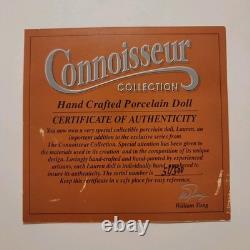 Connoisseur
COLLECTION
Hand Crafted Porcelain Doll
CERTIFICATE OF AUTHENTICITY
You now own a very special collectible porcelain doll, Lauren, an
important addition to the exclusive series from
The Connoisseur Collection. Special attention has been given to
the materials used in its creation and in the composition of its unique
design. Lovingly hand-crafted and hand-painted by experienced
artisans, each Lauren doll is individually hand numbered to
insure its authenticity. The serial number is
Keep this certificate in a safe place for easy reference.
William Tung